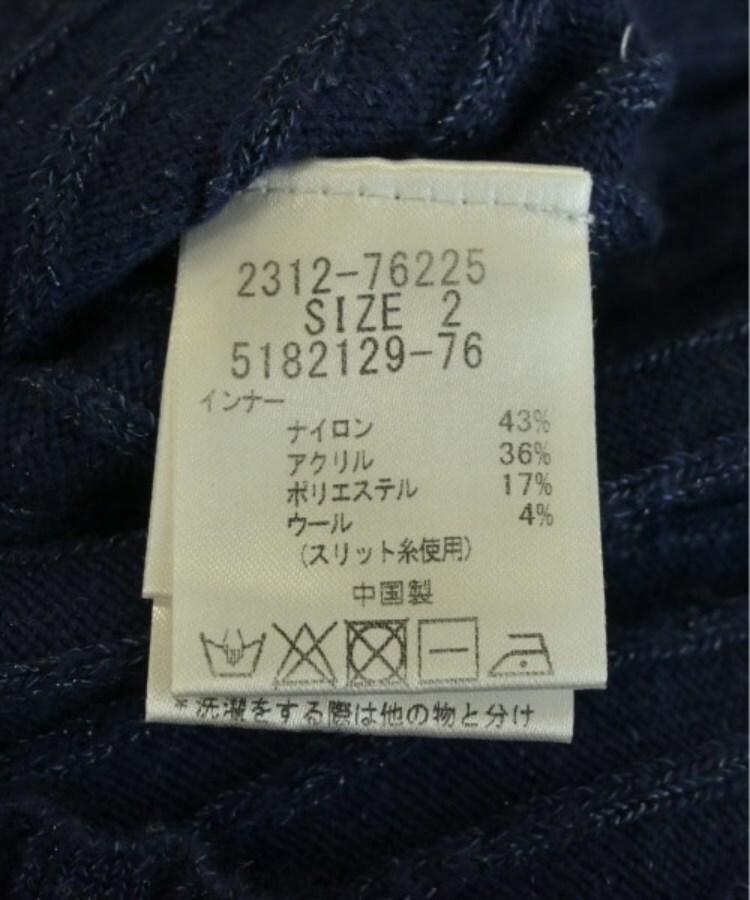 2312-76225
SIZE 2
5182129-76
インナー
ナイロン 43%
アクリル 36%
ポリエステル 17%
ウール 4%
(スリット糸使用)
中国製
*洗濯をする際は他の物と分け